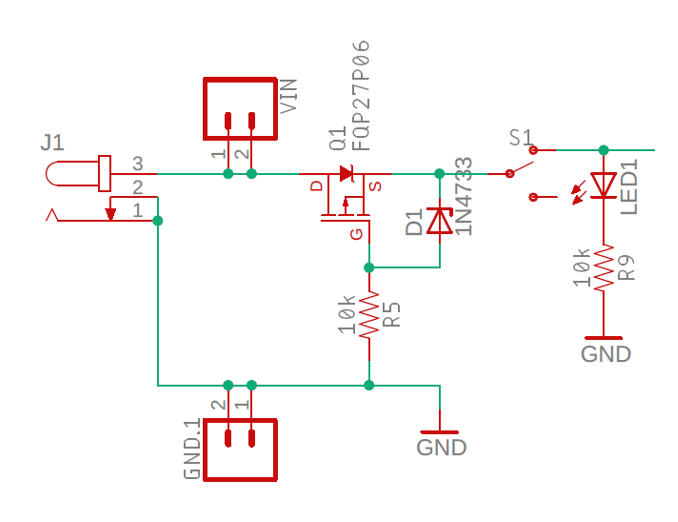 J1
3
2
1
VIN
1
2
Q1
FQP27P06
D
S
G
D1
1N4733
S1
LED1
10k
R9
GND
10k
R5
2
1
GND.1
GND